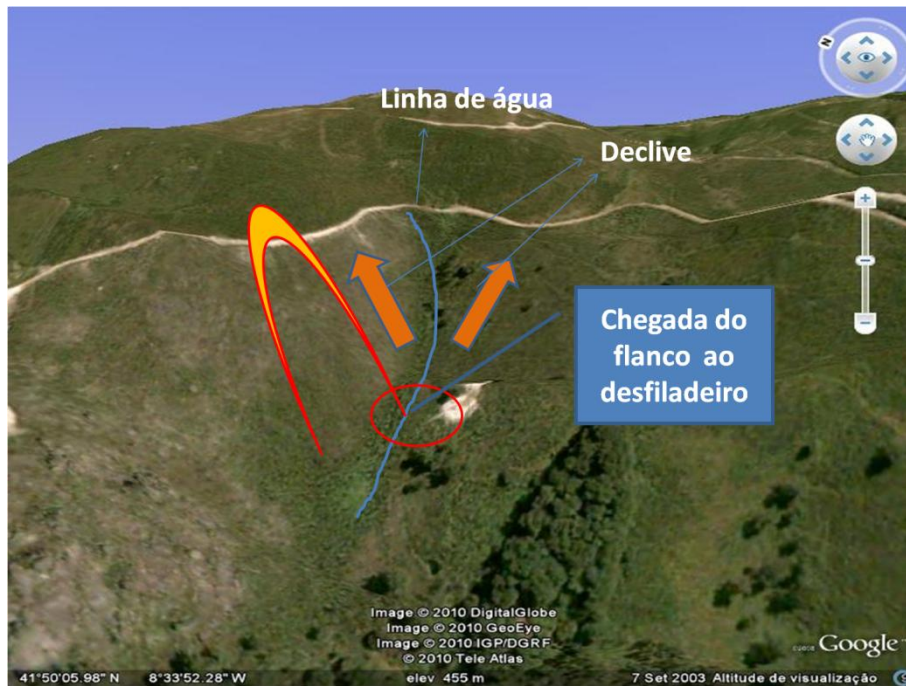 Linha de água
Declive
Chegada do
flanco ao
desfiladeiro
N
Image © 2010 DigitalGlobe
Image © 2010 GeoEye
Image © 2010 IGP/DGRF
© 2010 Tele Atlas
©2009 Google
41°50'05.98" N 8°33'52.28" W elev 455 m 7 Set 2003 Altitude de visualização